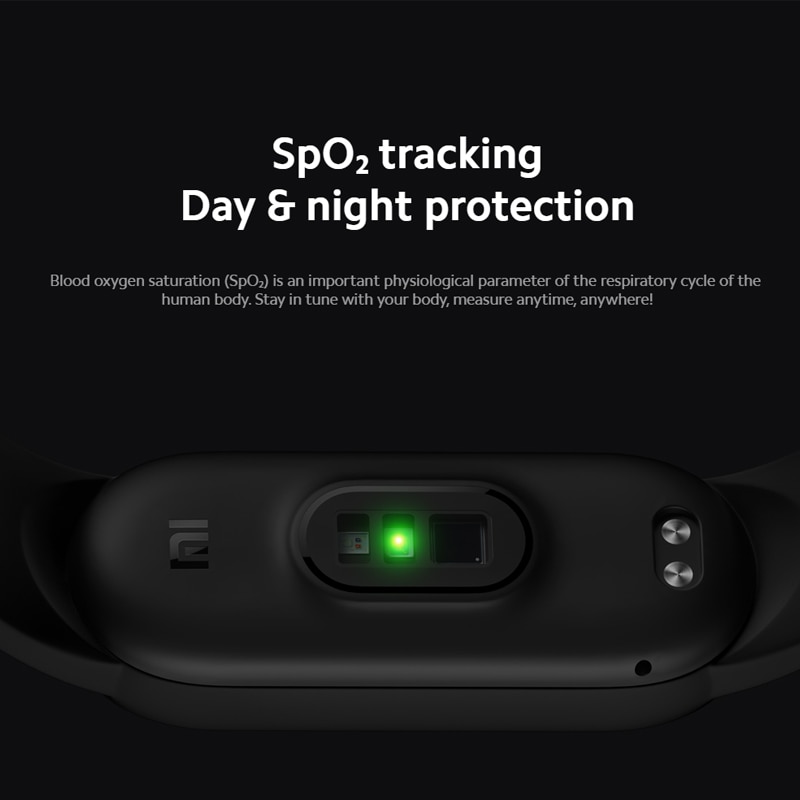 SpO₂ tracking
Day & night protection
Blood oxygen saturation (SpO₂) is an important physiological parameter of the respiratory cycle of the
human body. Stay in tune with your body, measure anytime, anywhere!
mi